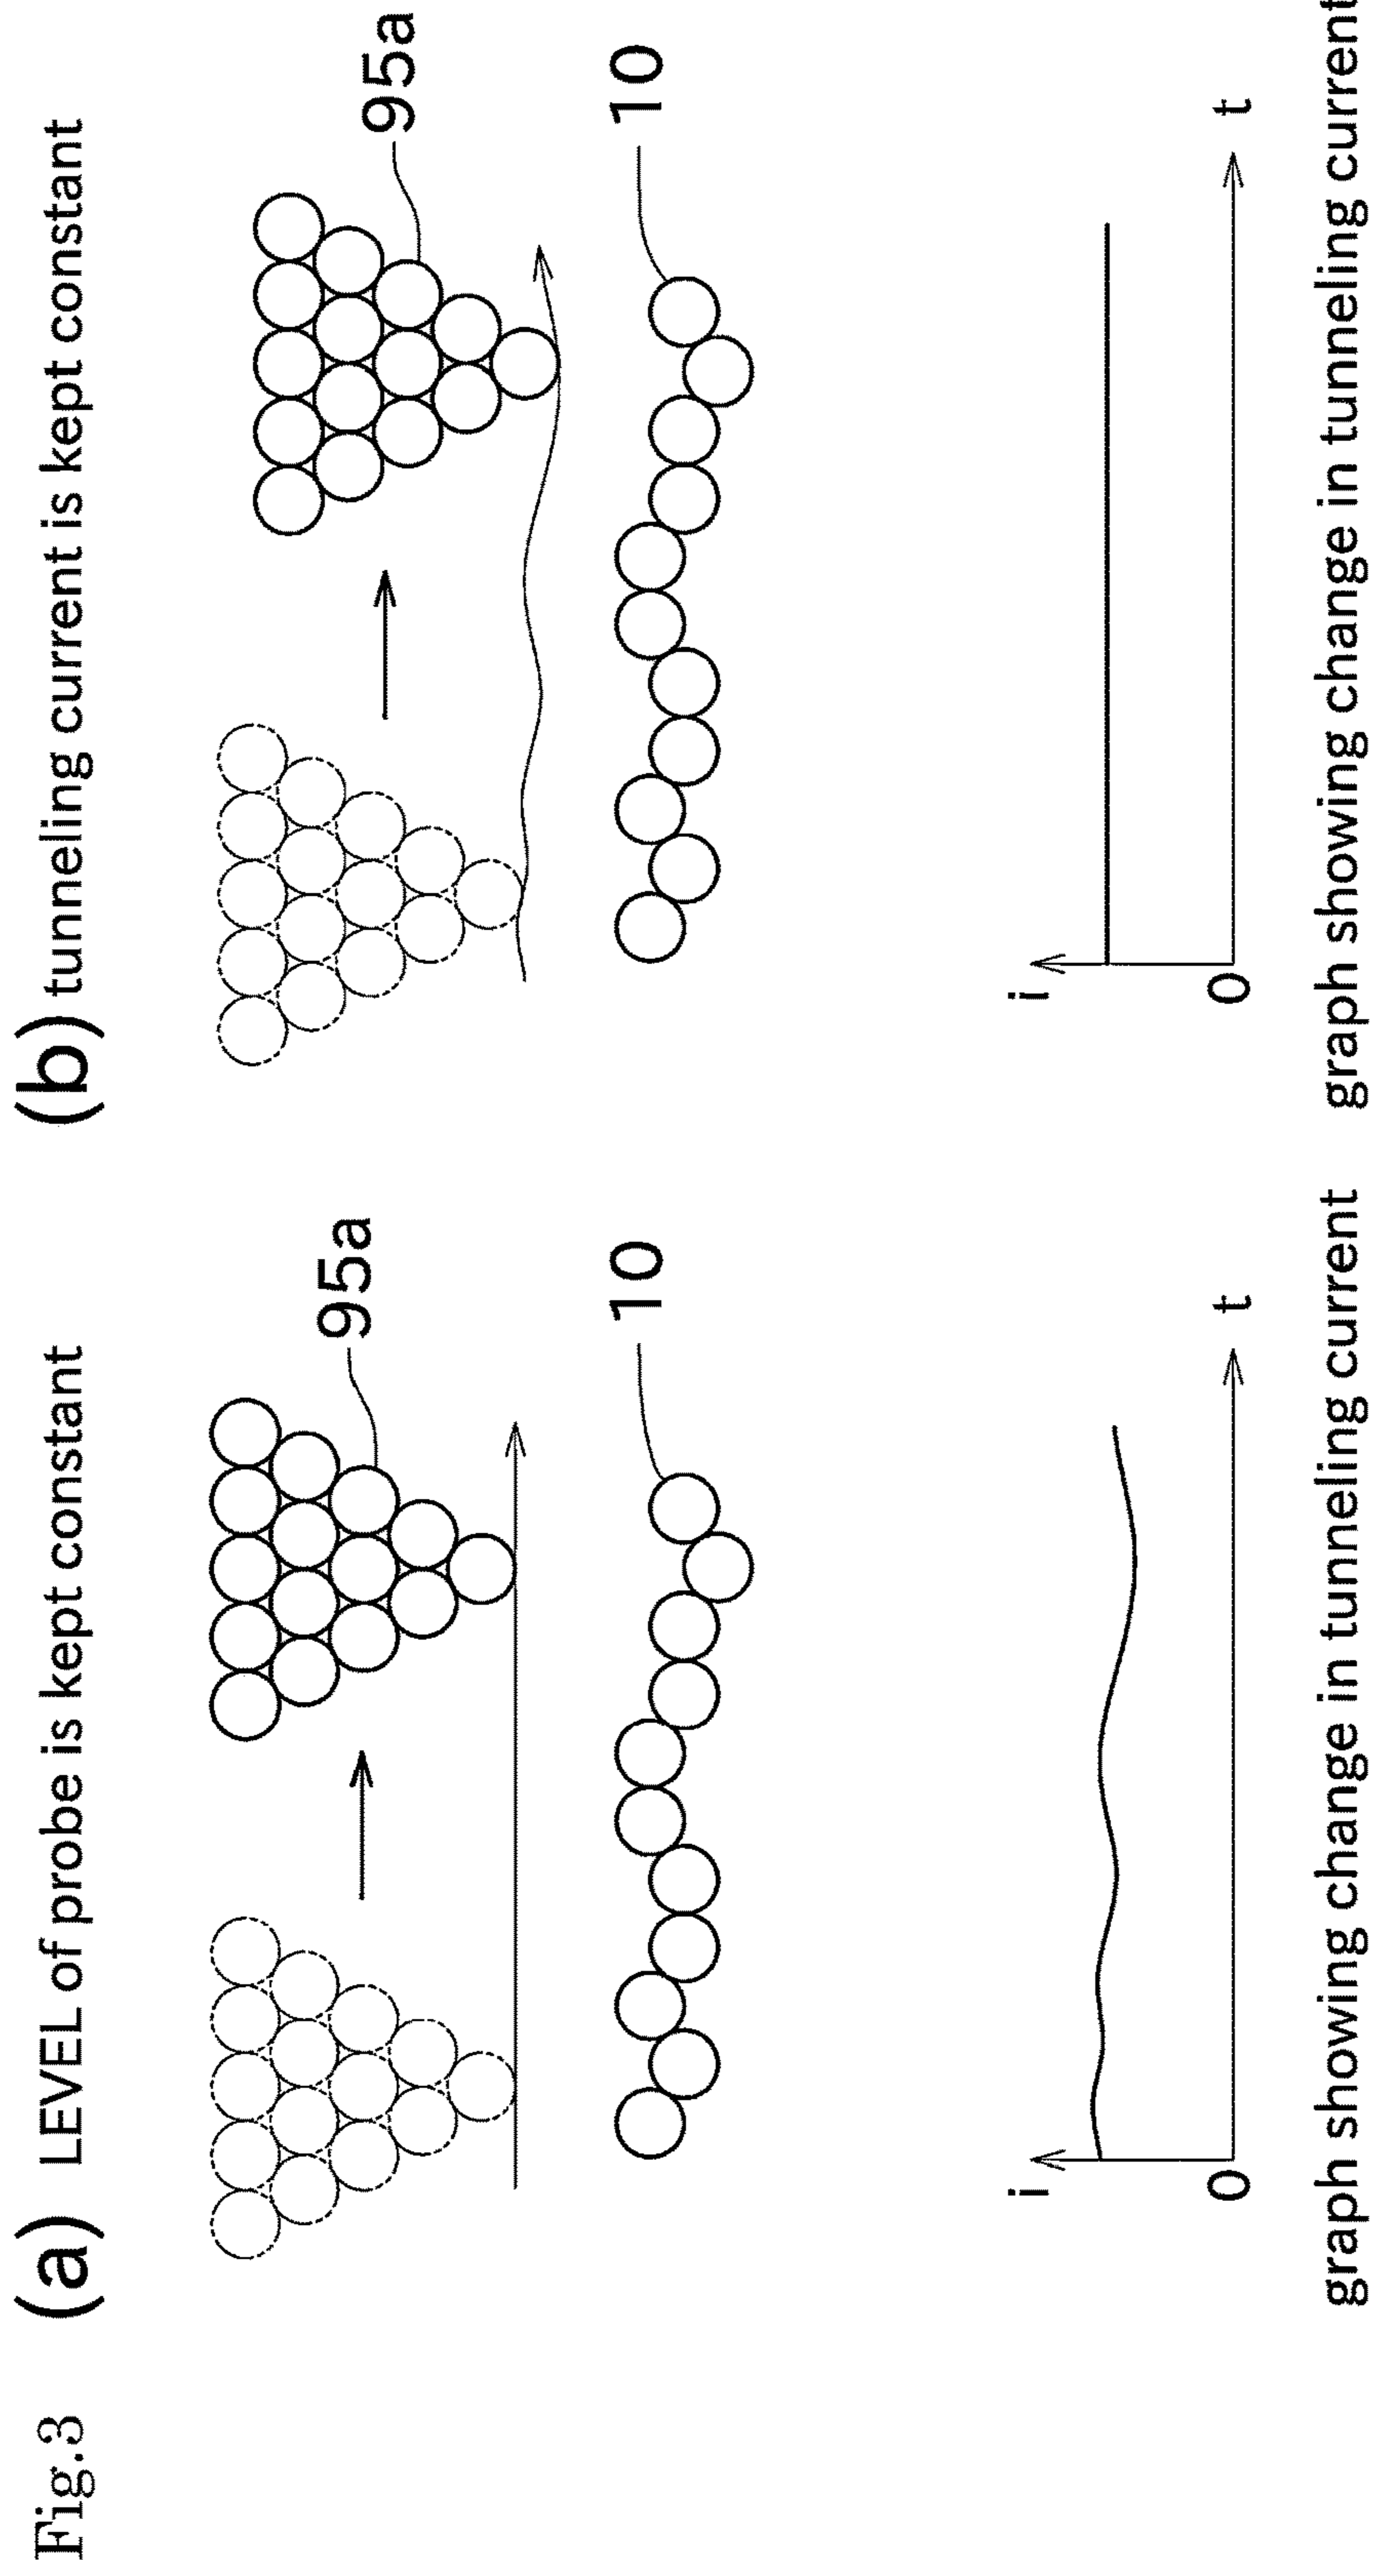 Fig.3
(a) LEVEL of probe is kept constant
95a
10
i
0
t
graph showing change in tunneling current
(b) tunneling current is kept constant
95a
10
i
0
t
graph showing change in tunneling current